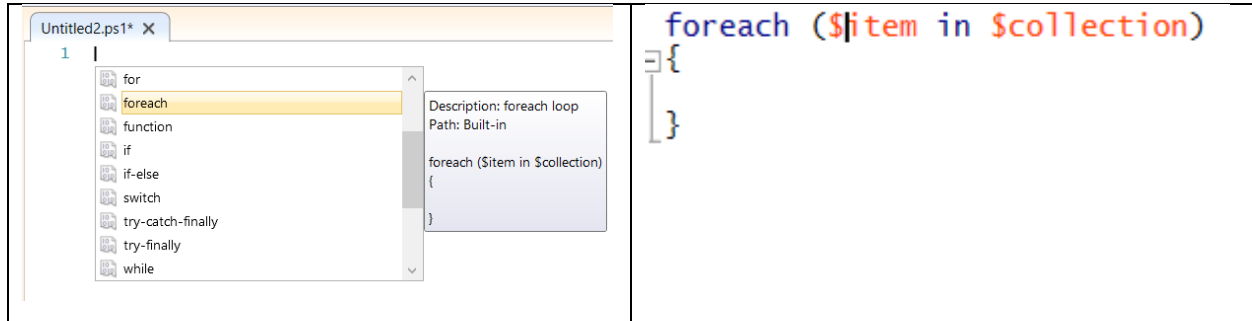 Untitled2.ps1* X
1
for
foreach
function
if
if-else
switch
try-catch-finally
try-finally
while
Description: foreach loop
Path: Built-in
foreach ($item in $collection)
{
}
foreach ($item in $collection)
{
}